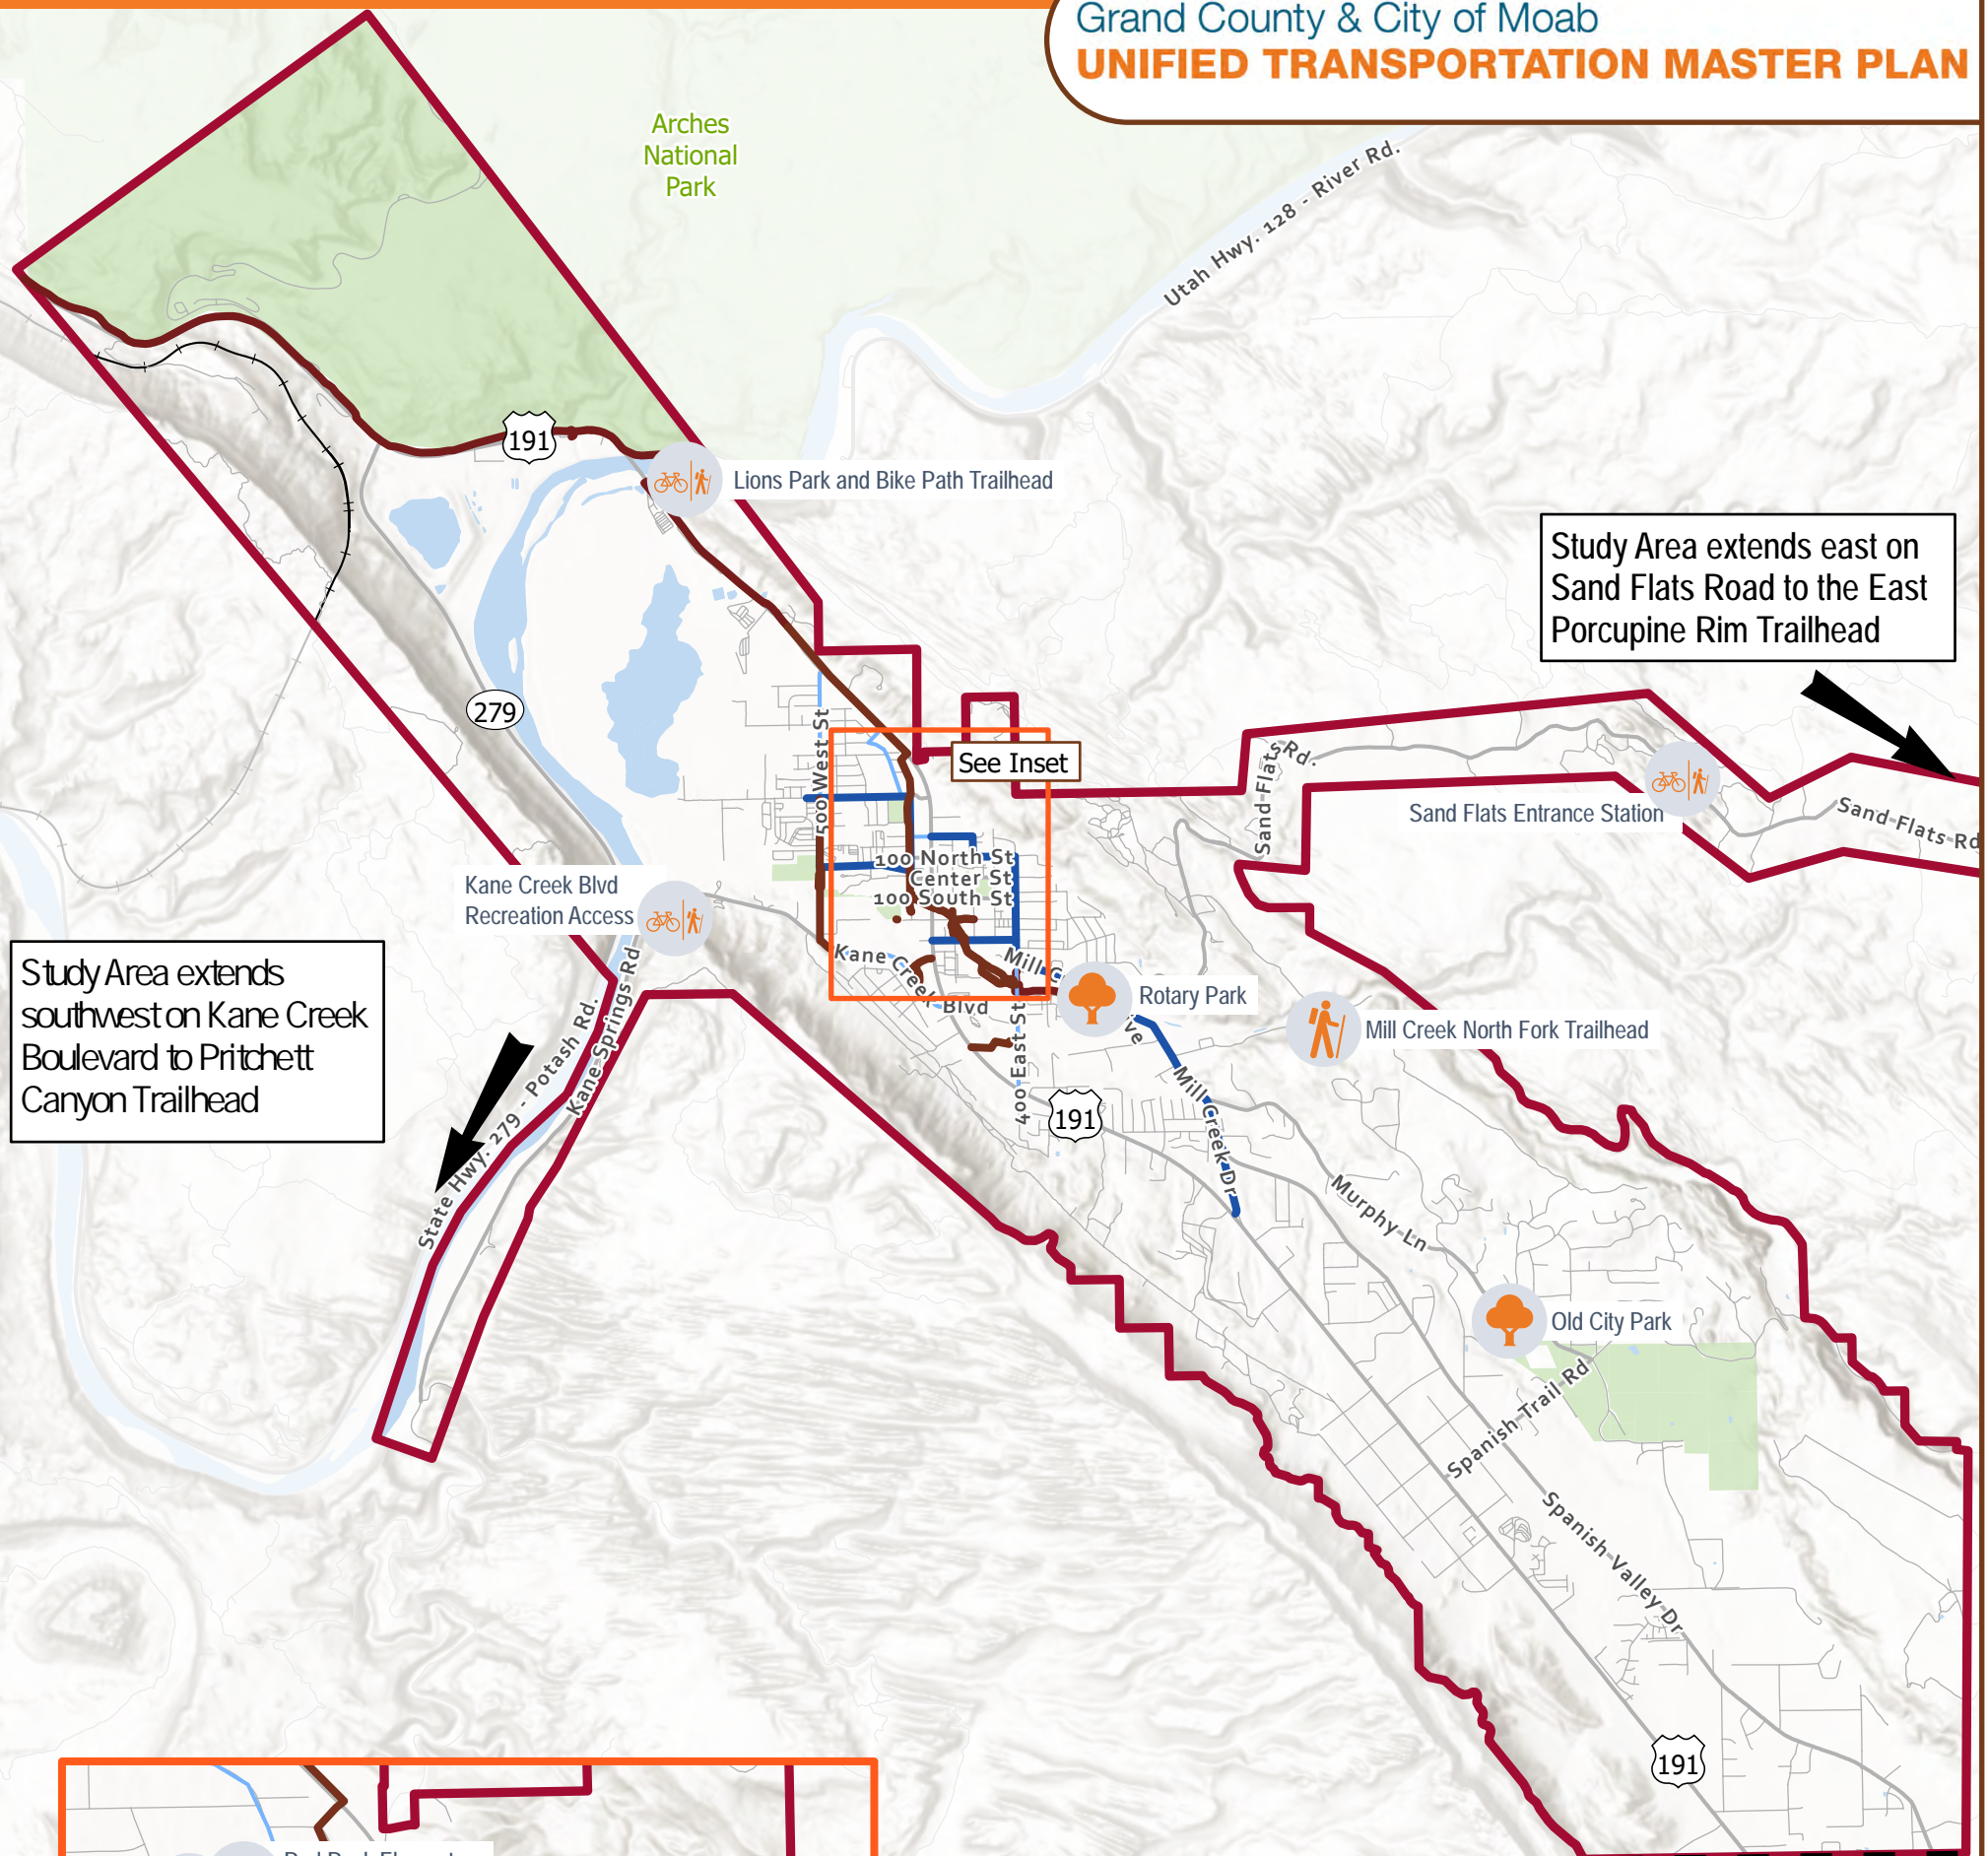 Grand County & City of Moab
UNIFIED TRANSPORTATION MASTER PLAN
Arches
National
Park
Utah Hwy. 128 - River Rd.
191
Lions Park and Bike Path Trailhead
Study Area extends east on
Sand Flats Road to the East
Porcupine Rim Trailhead
279
500 West St
See Inset
Sand Flats Rd.
Sand Flats Entrance Station
Sand Flats Rd
100 North St
Center St
100 South St
Kane Creek Blvd
Recreation Access
Kane Creek Blvd
Rotary Park
Mill Creek North Fork Trailhead
Study Area extends
southwest on Kane Creek
Boulevard to Pritchett
Canyon Trailhead
State Hwy. 279 - Potash Rd.
Kane Springs Rd
400 East St
191
Mill Creek Dr
Murphy Ln
Old City Park
Spanish Trail Rd
Spanish Valley Dr
191